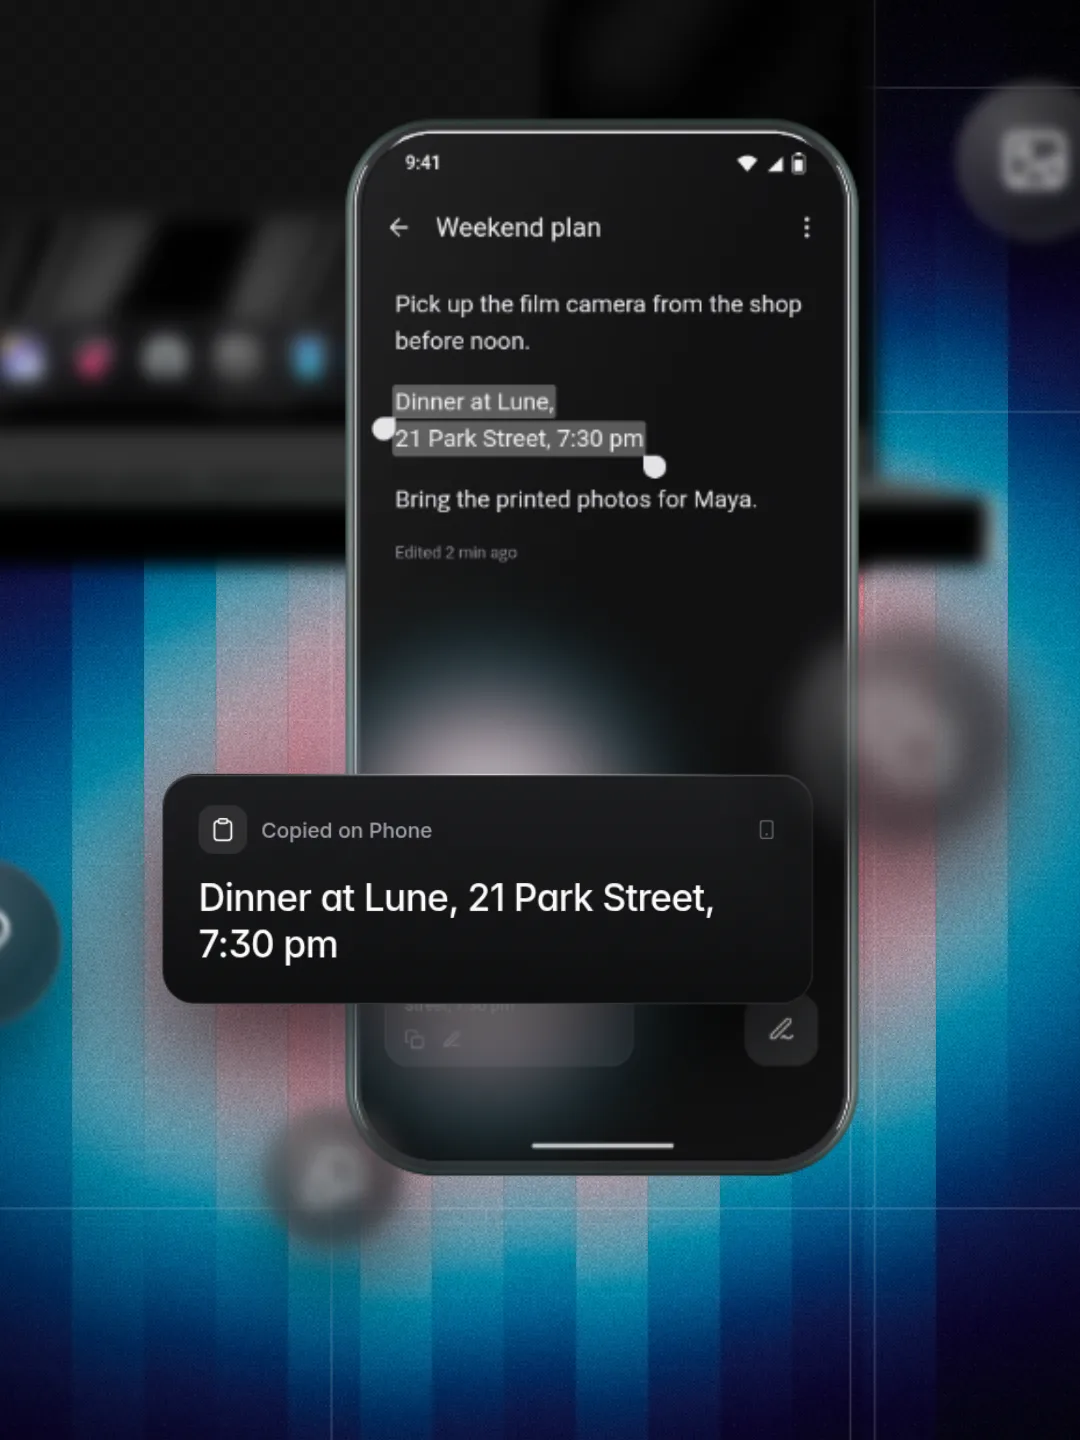 9:41
Weekend plan
Pick up the film camera from the shop
before noon.
Dinner at Lune,
21 Park Street, 7:30 pm
Bring the printed photos for Maya.
Edited 2 min ago
Copied on Phone
Dinner at Lune, 21 Park Street,
7:30 pm